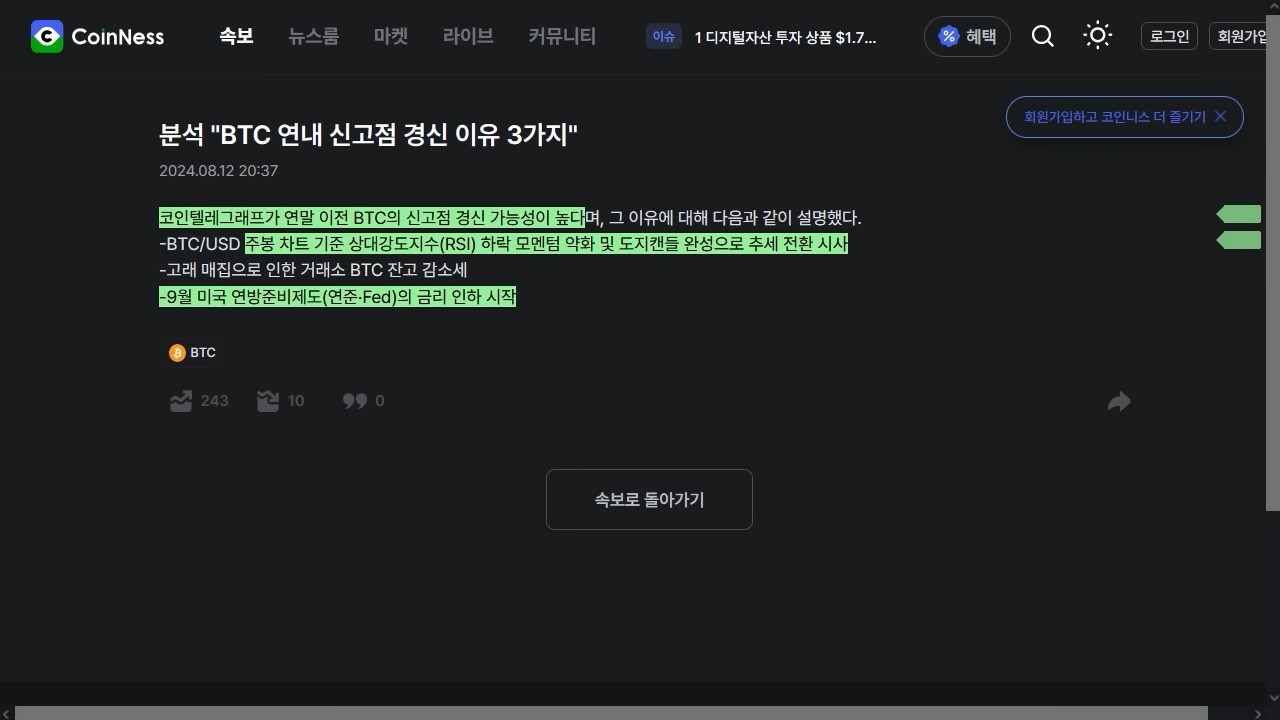 CoinNess
속보 뉴스룸 마켓 라이브 커뮤니티
이슈 1 디지털자산 투자 상품 $1.7...
혜택
로그인
회원가입
회원가입하고 코인니스 더 즐기기
분석 "BTC 연내 신고점 경신 이유 3가지"
2024.08.12 20:37
코인텔레그래프가 연말 이전 BTC의 신고점 경신 가능성이 높다며, 그 이유에 대해 다음과 같이 설명했다.
-BTC/USD 주봉 차트 기준 상대강도지수(RSI) 하락 모멘텀 약화 및 도지캔들 완성으로 추세 전환 시사
-고래 매집으로 인한 거래소 BTC 잔고 감소세
-9월 미국 연방준비제도(연준·Fed)의 금리 인하 시작
BTC
243 10 0
속보로 돌아가기